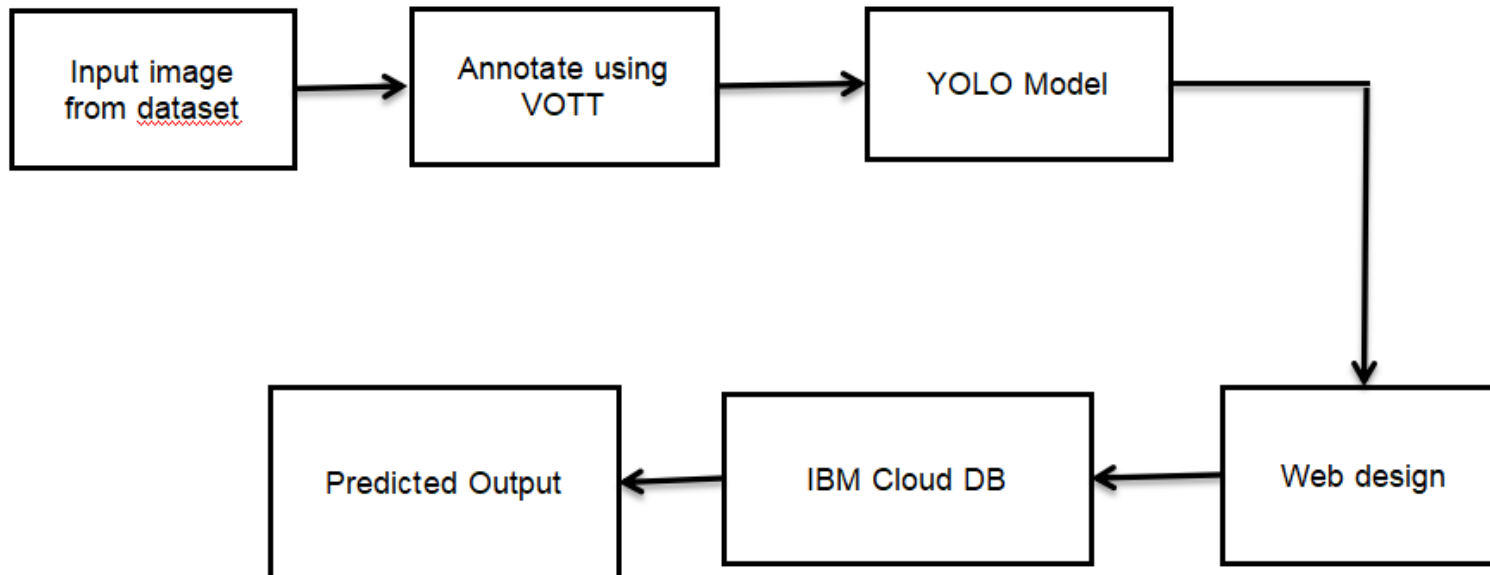 Input image
from dataset
Annotate using
VOTT
YOLO Model
Web design
IBM Cloud DB
Predicted Output